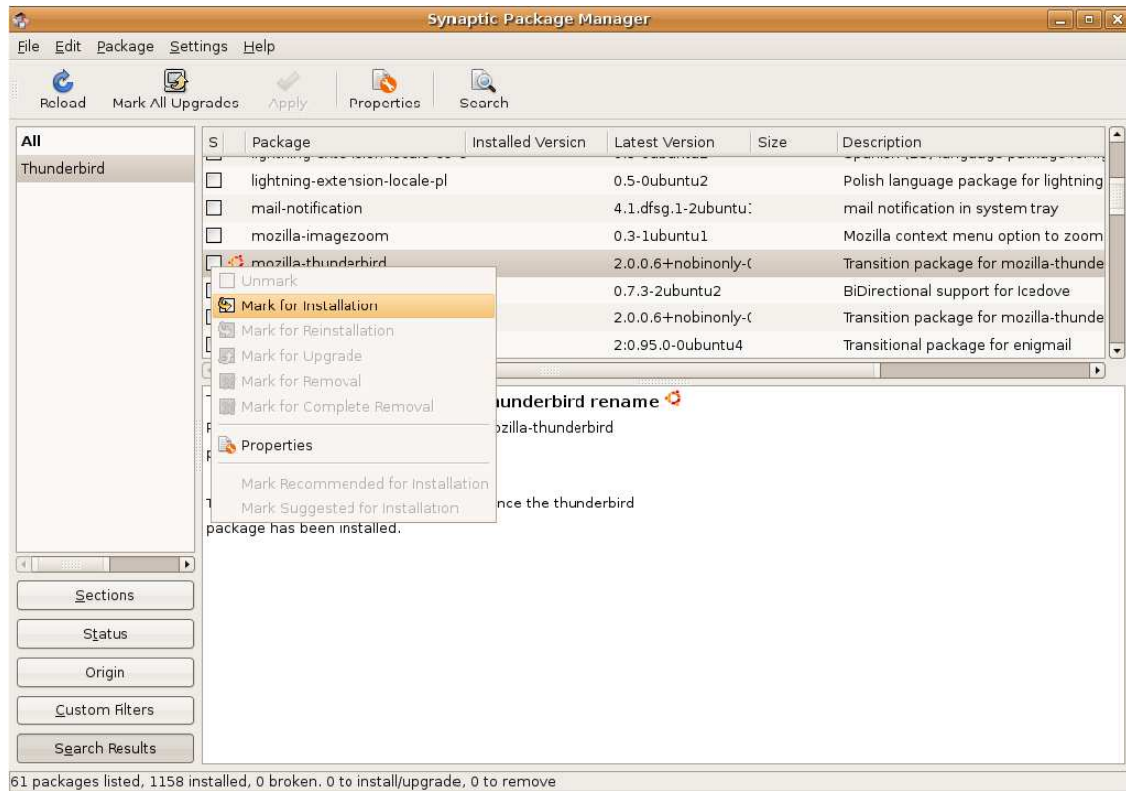 Synaptic Package Manager
File Edit Package Settings Help
Reload Mark All Upgrades Apply Properties Search
All
Thunderbird
S Package Installed Version Latest Version Size Description
lightning-extension-locale-pl 0.5-0ubuntu2 Polish language package for lightning
mail-notification 4.1.dfsg.1-2ubuntu mail notification in system tray
mozilla-imagezoom 0.3-1ubuntu1 Mozilla context menu option to zoom
mozilla-thunderbird 2.0.0.6+nobinonly-0 Transition package for mozilla-thunde
0.7.3-2ubuntu2 BiDirectional support for Icedove
2.0.0.6+nobinonly-0 Transition package for mozilla-thunde
2:0.95.0-0ubuntu4 Transitional package for enigmail
Unmark
Mark for Installation
Mark for Reinstallation
Mark for Upgrade
Mark for Removal
Mark for Complete Removal
Properties
Mark Recommended for Installation
Mark Suggested for Installation
underbird rename
ozilla-thunderbird
nce the thunderbird
package has been installed.
Sections
Status
Origin
Custom Filters
Search Results
61 packages listed, 1158 installed, 0 broken. 0 to install/upgrade, 0 to remove